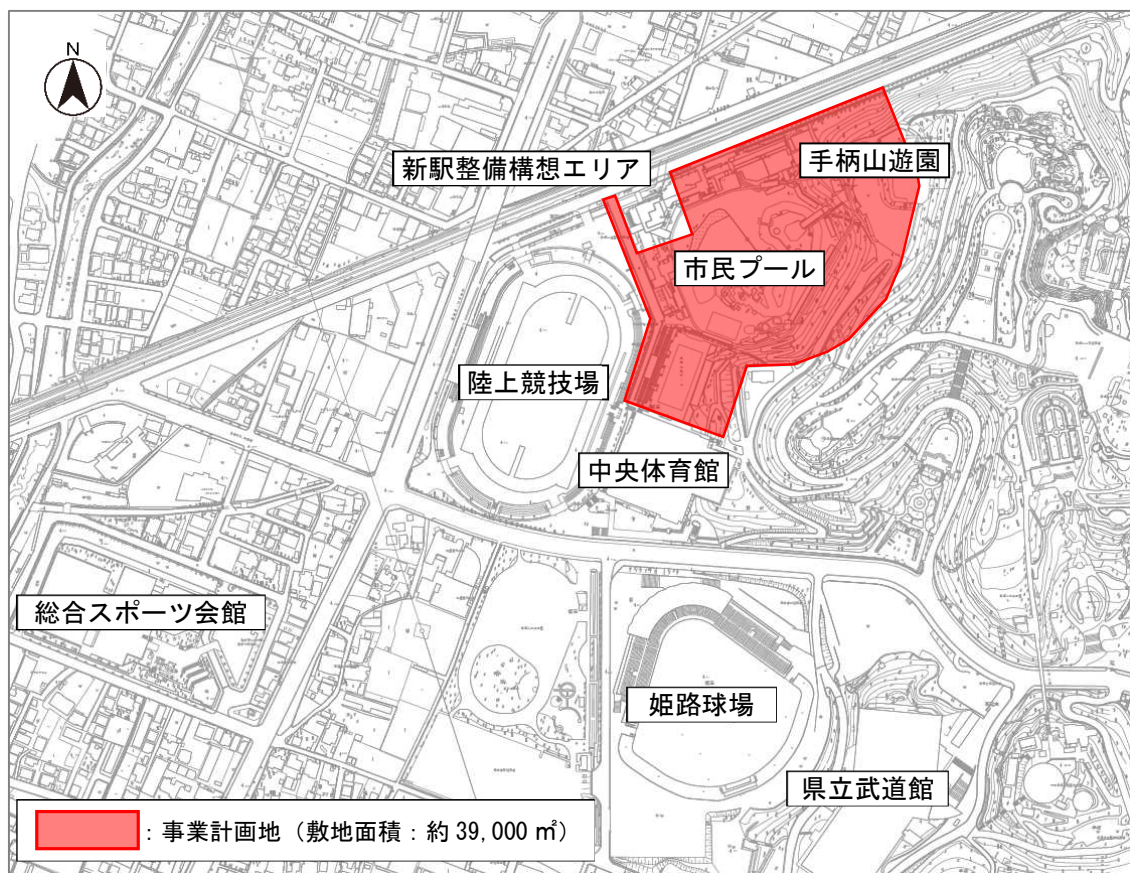 N
新駅整備構想エリア
手柄山遊園
市民プール
陸上競技場
中央体育館
総合スポーツ会館
姫路球場
県立武道館
：事業計画地（敷地面積：約 39,000 ㎡）